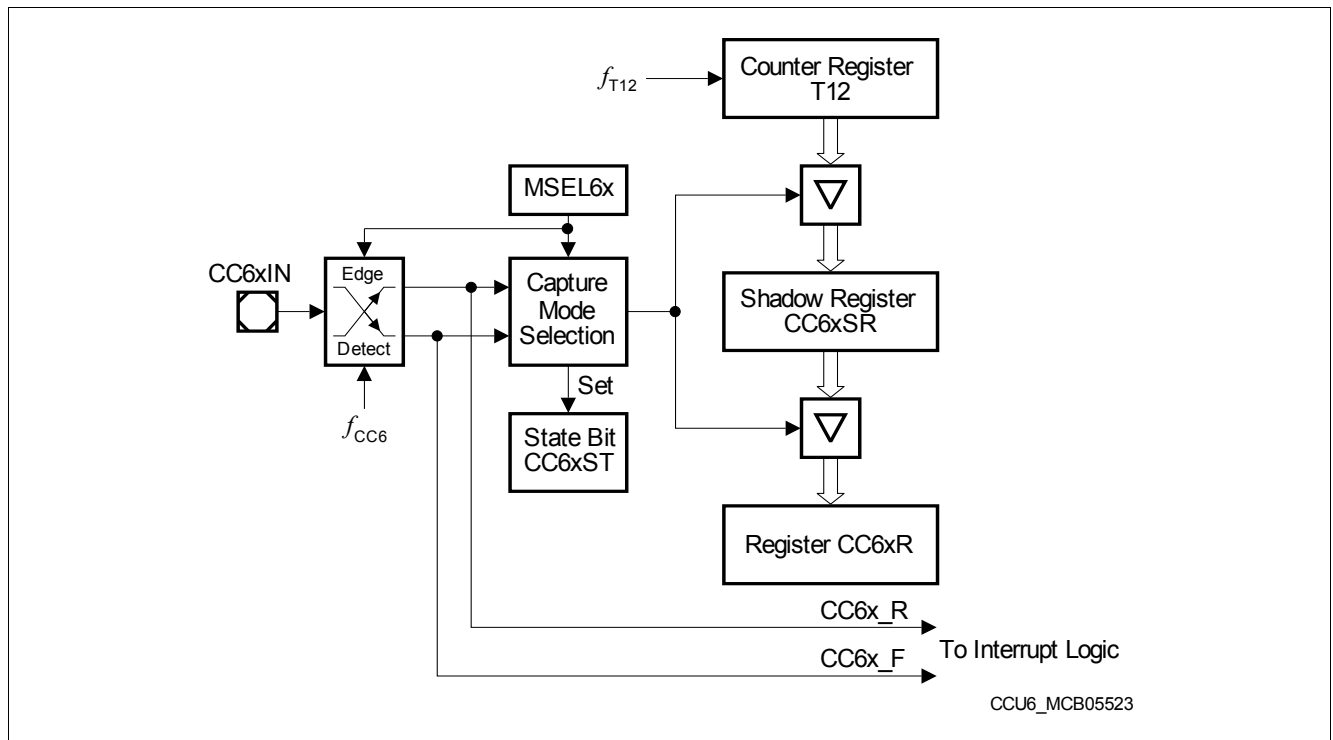 Counter Register
T12
fT12
MSEL6x
CC6xIN
Edge
Detect
Capture
Mode
Selection
Shadow Register
CC6xSR
Set
fCC6
State Bit
CC6xST
Register CC6xR
CC6x_R
To Interrupt Logic
CC6x_F
CCU6_MCB05523